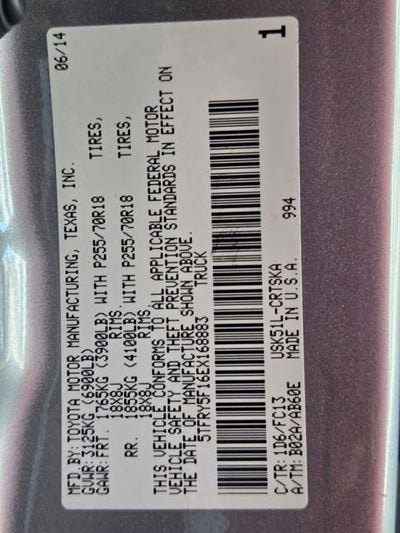 MFD BY: TOYOTA MOTOR MANUFACTURING, TEXAS, INC. 06/14
GVWR: 3125KG (6900LB)
GAWR: FRT. 1765KG (3900LB) WITH P255/70R18 TIRES,
18X8J RIMS
RR. 1855KG (4100LB) WITH P255/70R18 TIRES,
18X8J RIMS
THIS VEHICLE CONFORMS TO ALL APPLICABLE FEDERAL MOTOR
VEHICLE SAFETY AND THEFT PREVENTION STANDARDS IN EFFECT ON
THE DATE OF MANUFACTURE SHOWN ABOVE.
5TFRY5F16EX168883 TRUCK
C/TR: 1D6/FC13 USK51L-CRTSKA
A/TM: B02A/AB60E MADE IN U.S.A.
994
1